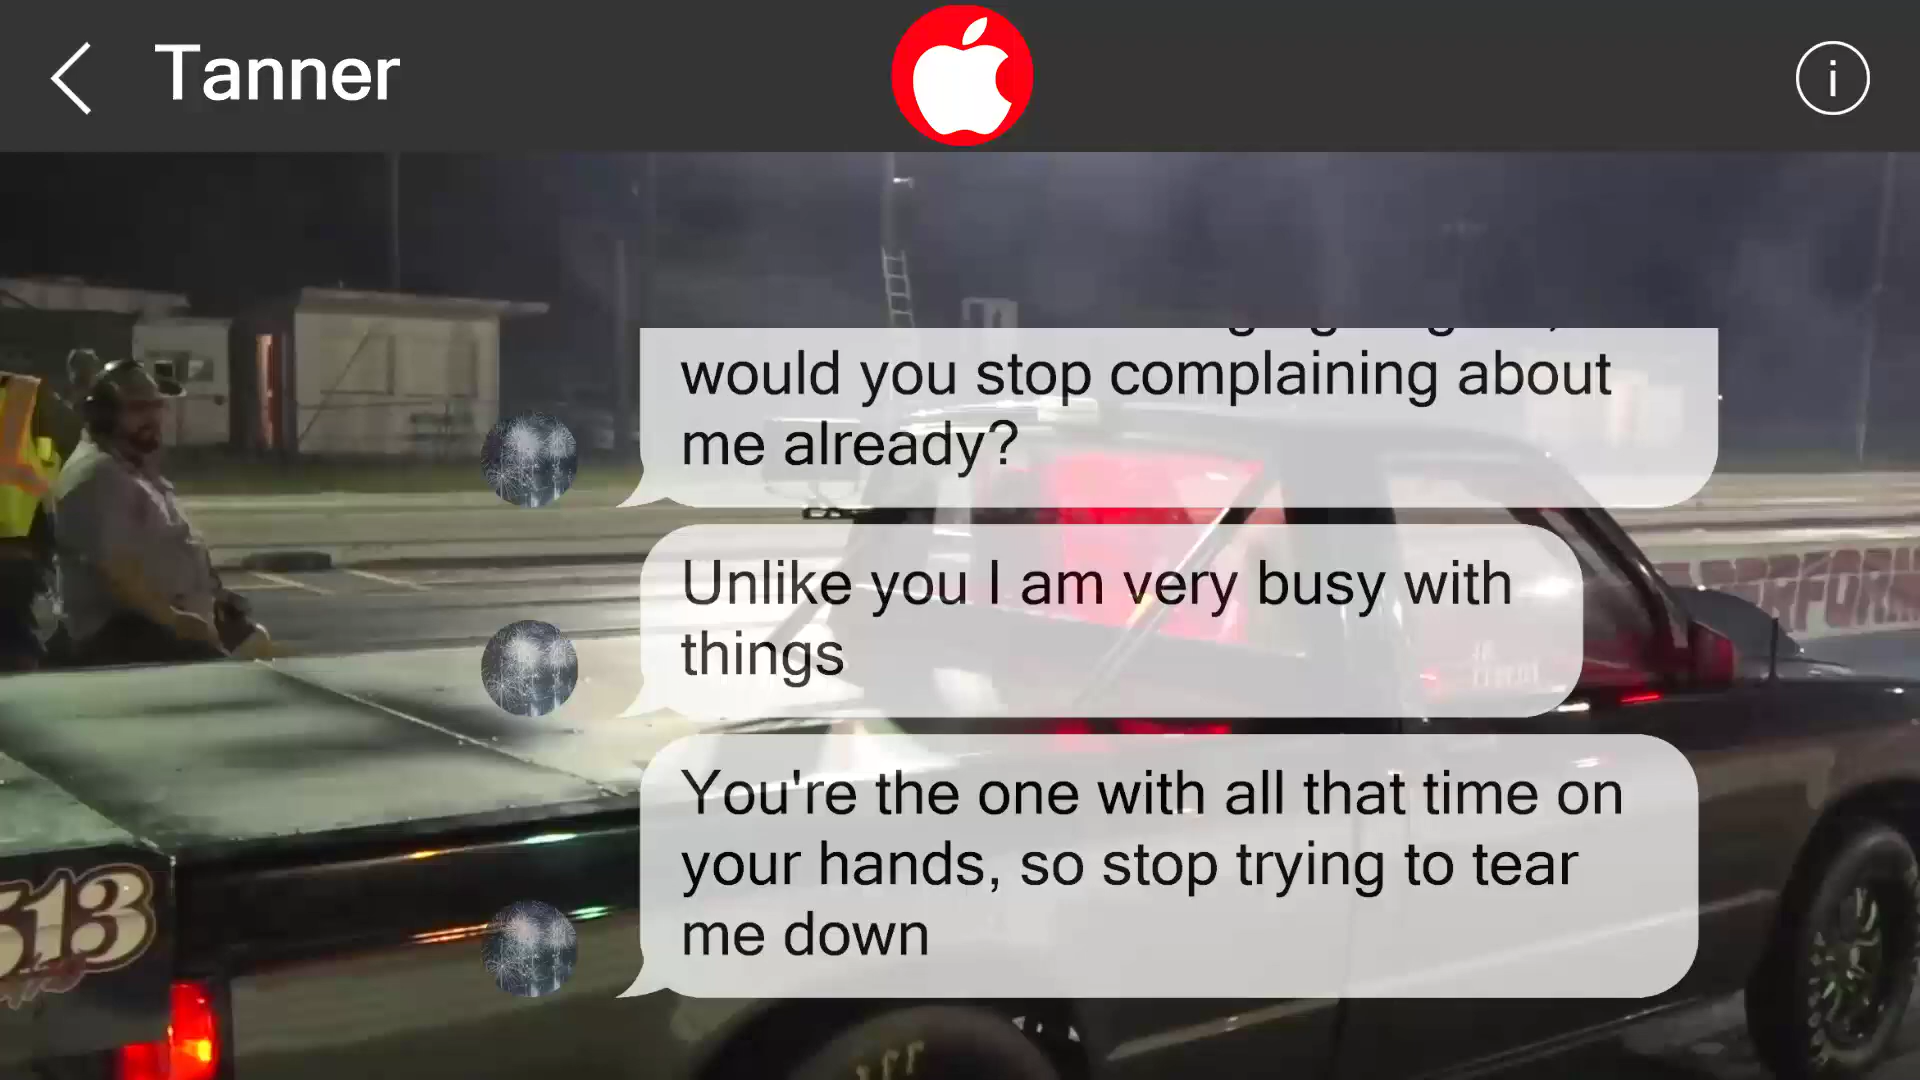 Tanner
i
would you stop complaining about
me already?
Unlike you I am very busy with
things
You're the one with all that time on
your hands, so stop trying to tear
me down
513